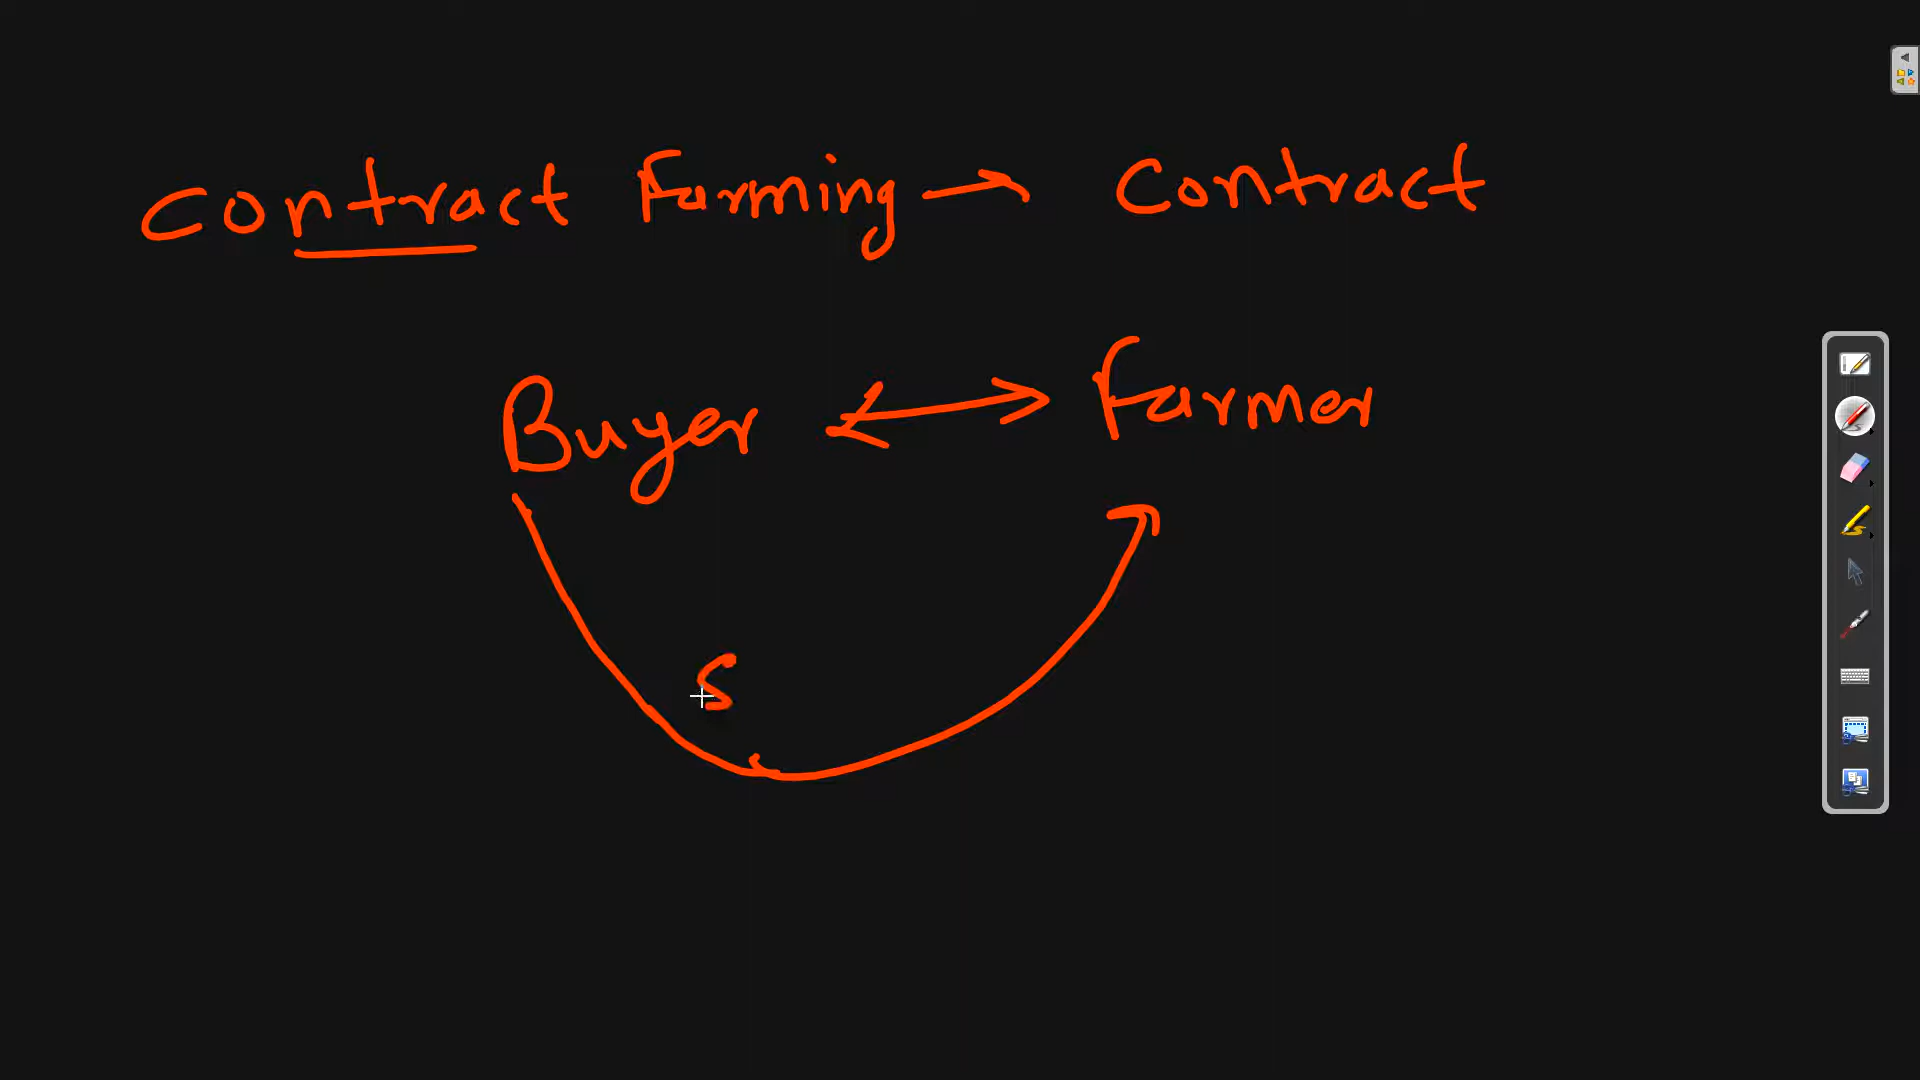 Contract Farming → Contract
Buyer ↔ Farmer
S